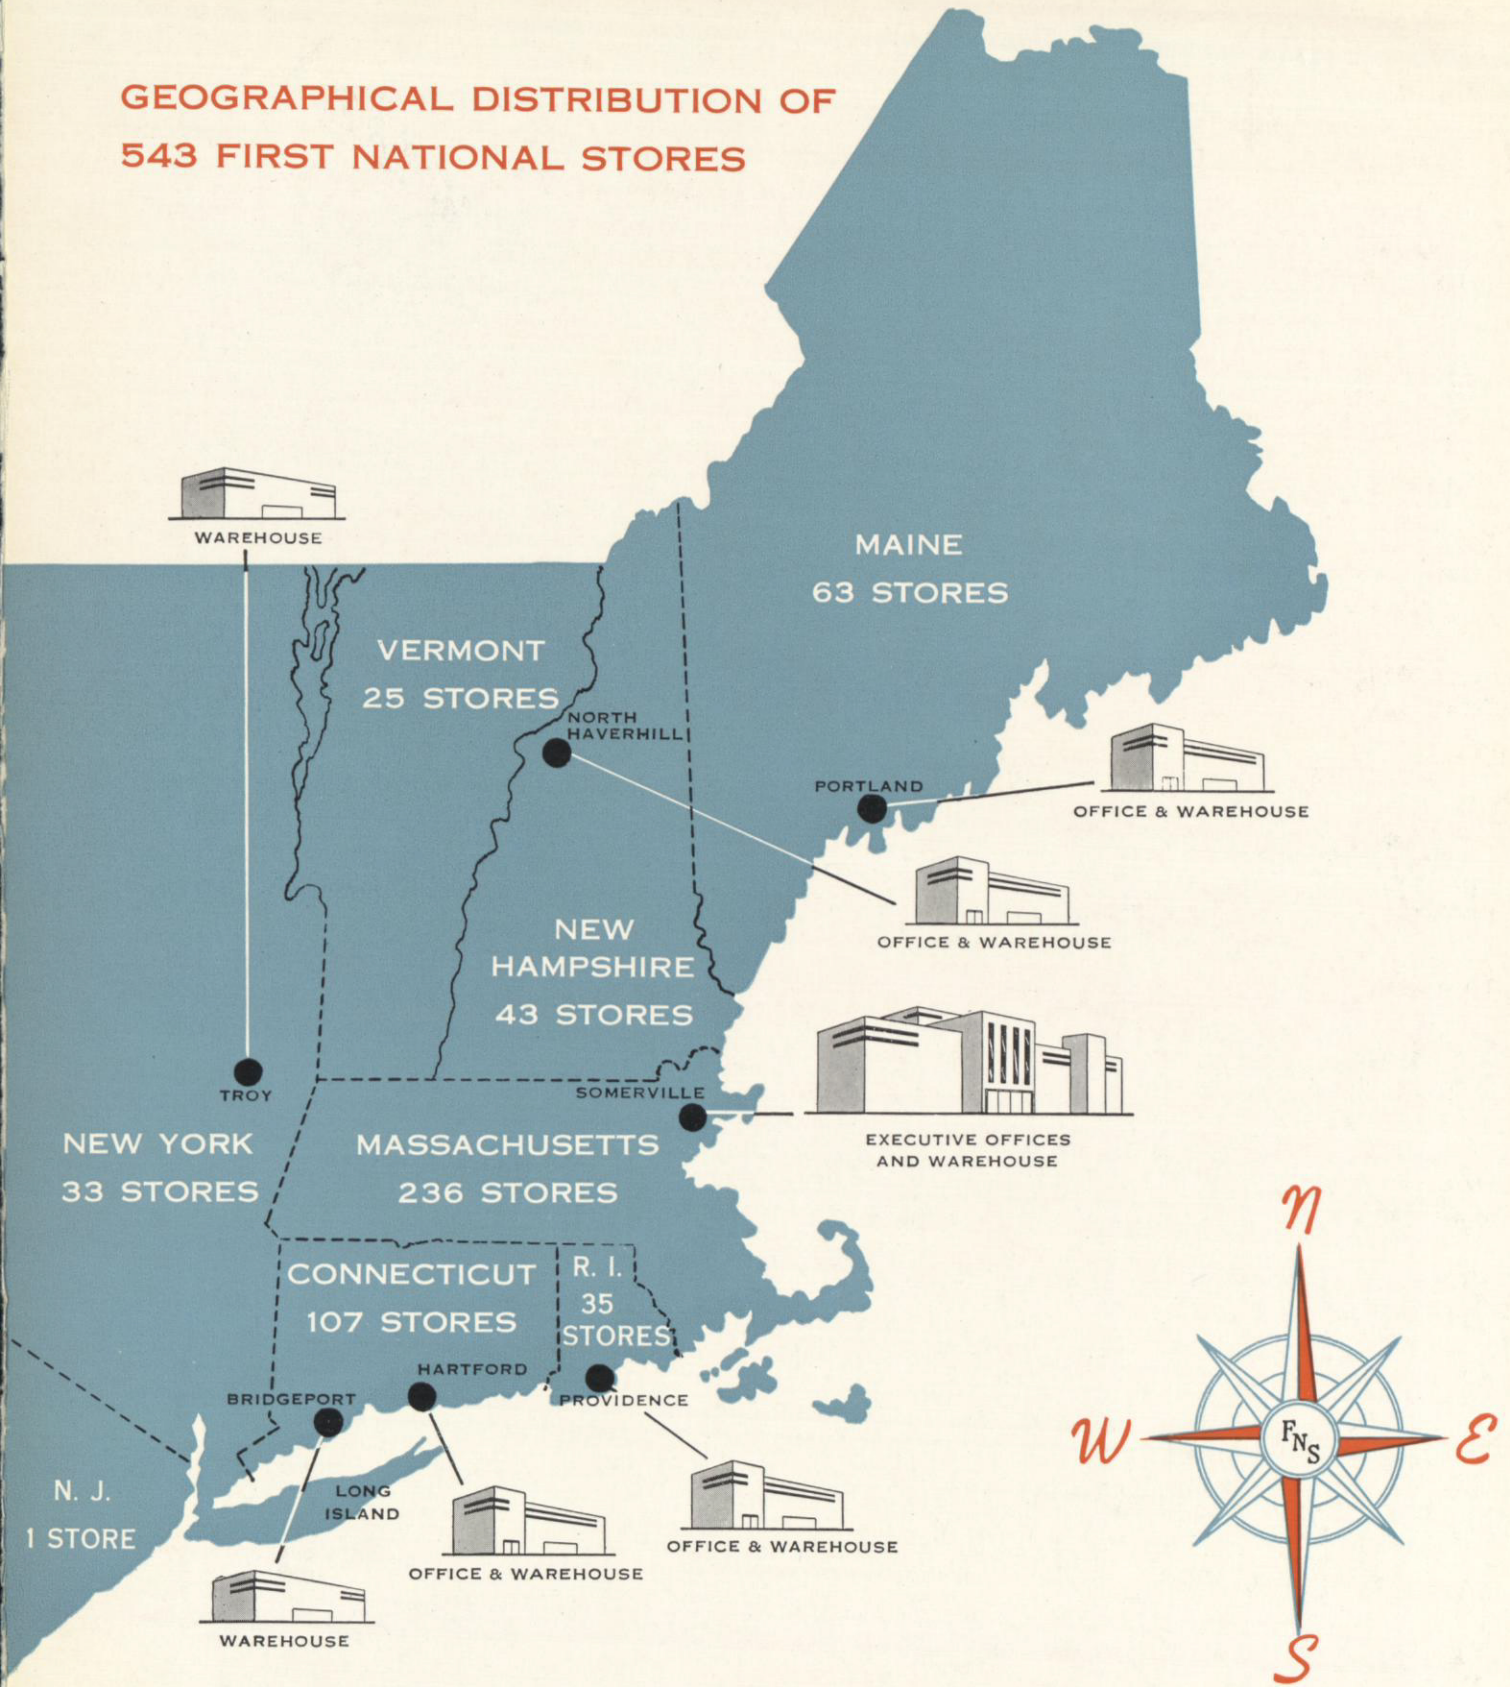 GEOGRAPHICAL DISTRIBUTION OF
543 FIRST NATIONAL STORES
WAREHOUSE
MAINE
63 STORES
VERMONT
25 STORES
NORTH
HAVERHILL
PORTLAND
OFFICE & WAREHOUSE
NEW
HAMPSHIRE
43 STORES
OFFICE & WAREHOUSE
TROY
SOMERVILLE
EXECUTIVE OFFICES
AND WAREHOUSE
NEW YORK
33 STORES
MASSACHUSETTS
236 STORES
CONNECTICUT
107 STORES
R. I.
35
STORES
HARTFORD
BRIDGEPORT
PROVIDENCE
N. J.
1 STORE
LONG
ISLAND
OFFICE & WAREHOUSE
OFFICE & WAREHOUSE
WAREHOUSE
N
W
FNS
E
S